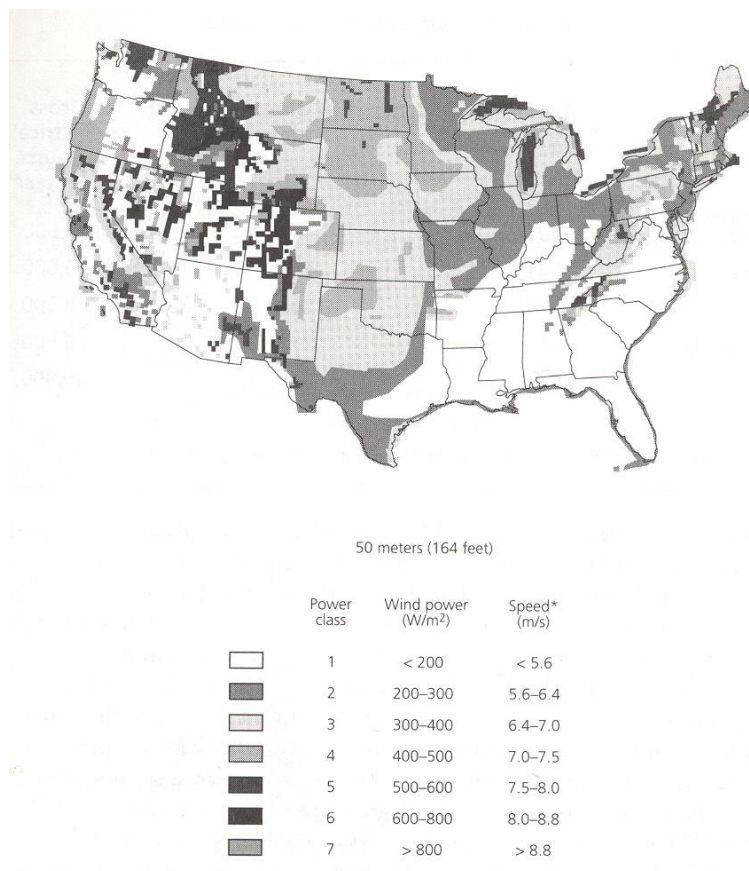 50 meters (164 feet)
Power class Wind power (W/m²) Speed* (m/s)
1 < 200 < 5.6
2 200–300 5.6–6.4
3 300–400 6.4–7.0
4 400–500 7.0–7.5
5 500–600 7.5–8.0
6 600–800 8.0–8.8
7 > 800 > 8.8